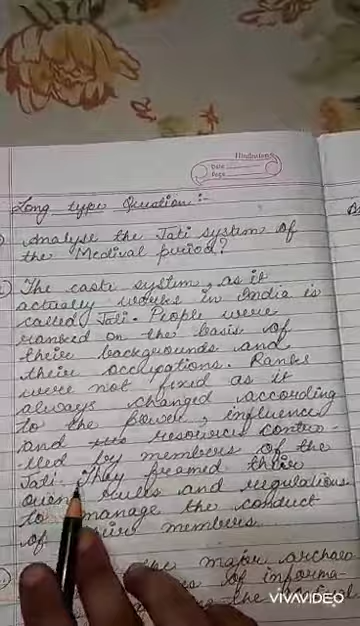 Hindustan
Date
Page
Long type Question :-
Analyse the Jati system of
the Medival period?
The caste system, as it
actually works in India is
called Jati. People were
ranked on the basis of
their backgrounds and
their occupations. Ranks
were not fixed as it
always changed according
to the power, influence
and resources contro-
lled by members of the
Jati. They framed their
own rules and regulations
to manage the conduct
of their members.
the major archaeo
of informa-
the
VIVAVIDEO